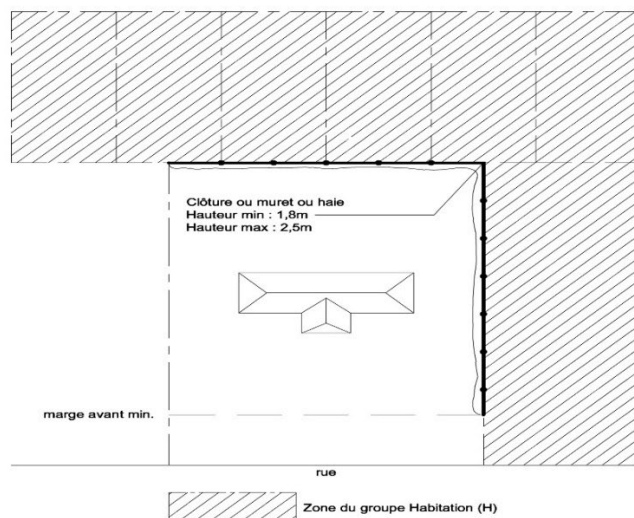 Clôture ou muret ou haie
Hauteur min : 1,8m
Hauteur max : 2,5m
marge avant min.
rue
Zone du groupe Habitation (H)